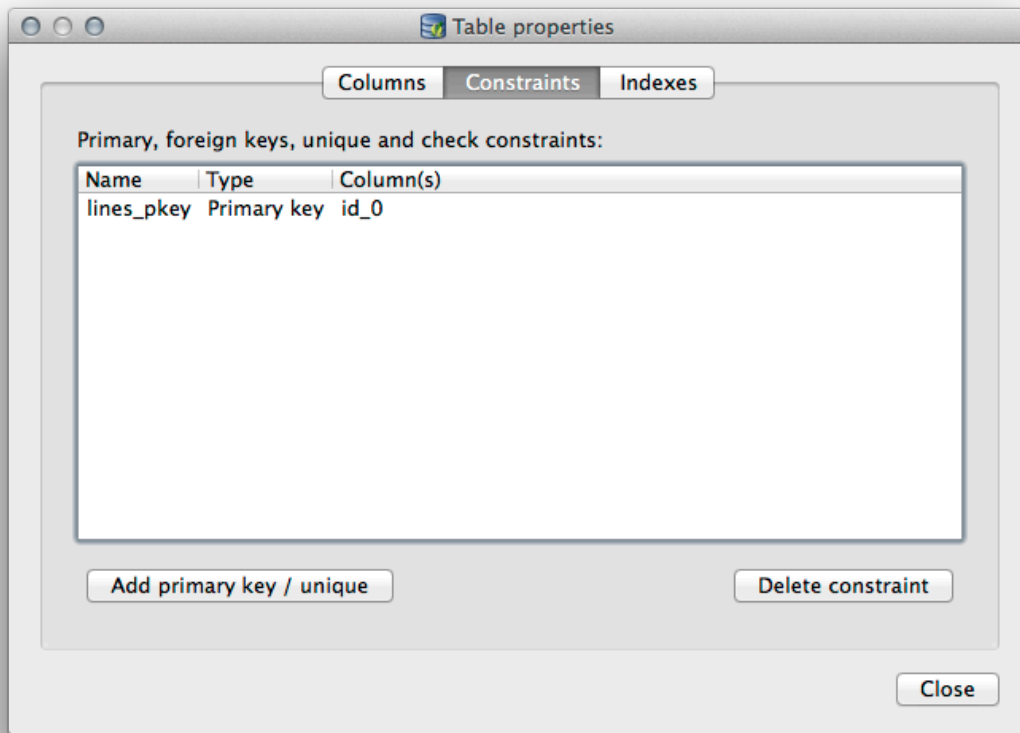 Table properties
Columns Constraints Indexes
Primary, foreign keys, unique and check constraints:
Name Type Column(s)
lines_pkey Primary key id_0
Add primary key / unique Delete constraint
Close